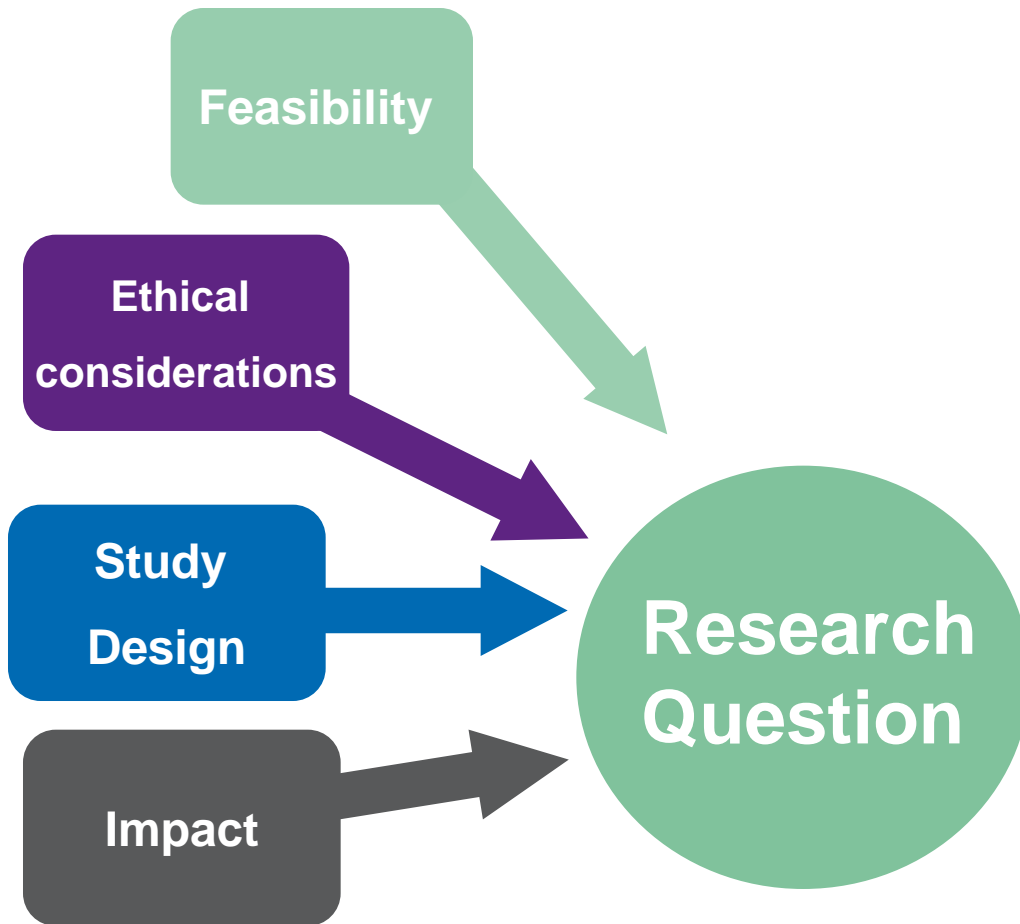 Feasibility
Ethical
considerations
Study
Design
Impact
Research
Question